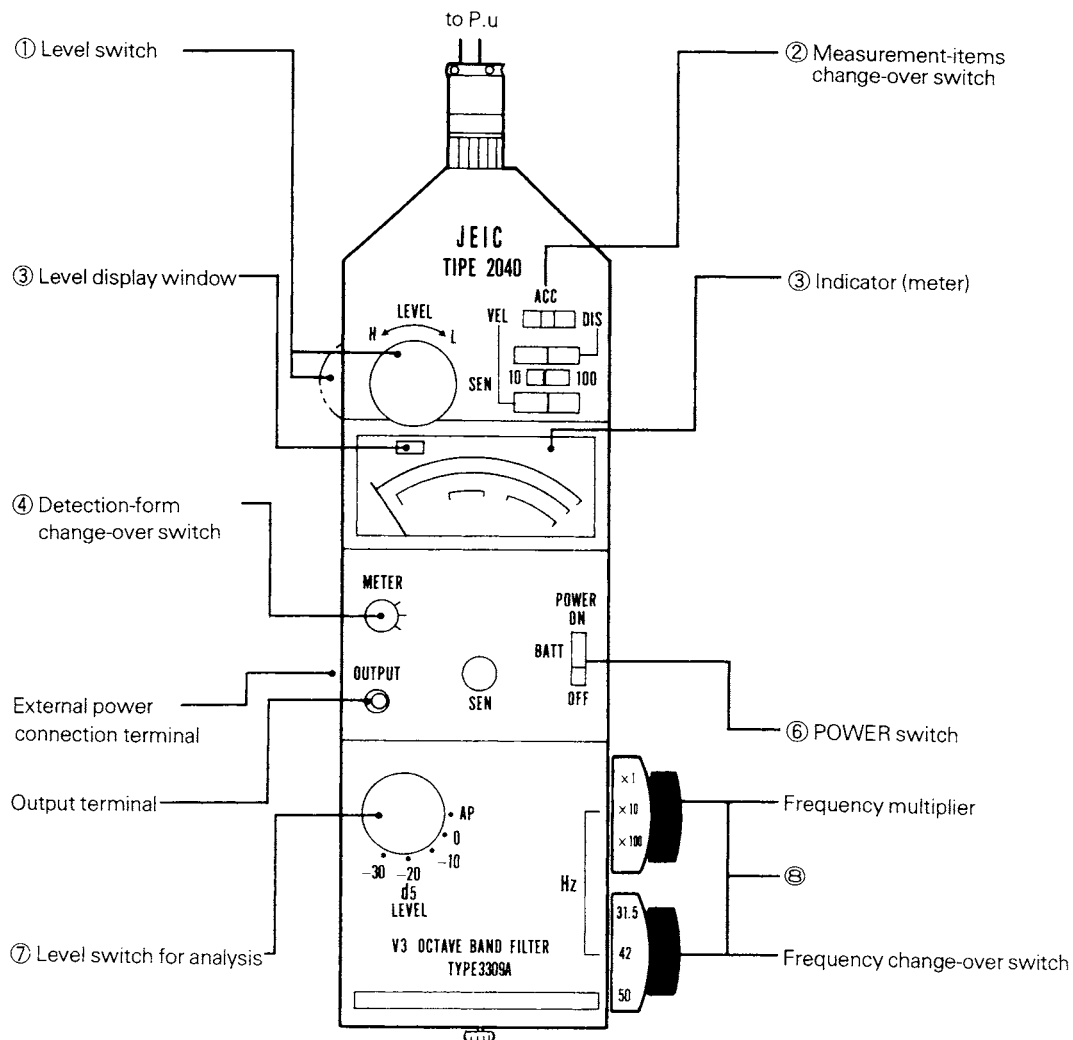 to P.u
① Level switch
② Measurement-items
change-over switch
JEIC
TIPE 2040
③ Level display window
③ Indicator (meter)
ACC
LEVEL
VEL
DIS
H
L
SEN
10
100
④ Detection-form
change-over switch
METER
POWER
ON
BATT
OFF
OUTPUT
SEN
External power
connection terminal
⑥ POWER switch
Output terminal
×1
×10
×100
Frequency multiplier
AP
0
-10
-20
-30
d5
LEVEL
Hz
⑧
31.5
42
50
⑦ Level switch for analysis
V3 OCTAVE BAND FILTER
TYPE3309A
Frequency change-over switch